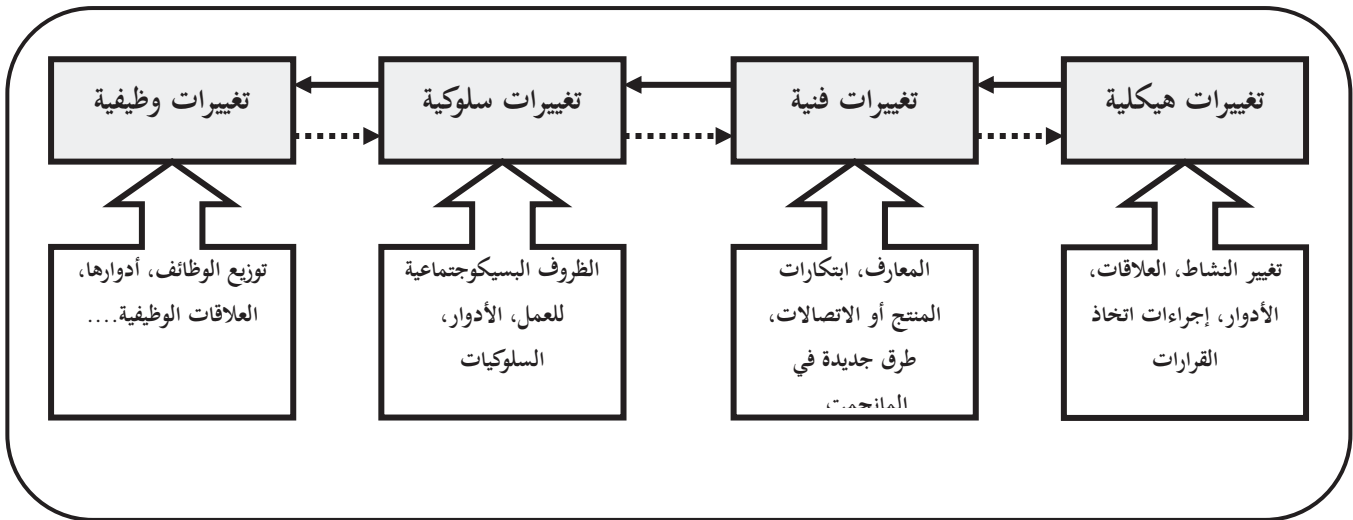 تغييرات هيكلية
تغييرات فنية
تغييرات سلوكية
تغييرات وظيفية
تغيير النشاط، العلاقات،
الأدوار، إجراءات اتخاذ
القرارات
المعارف، ابتكارات
المنتج أو الاتصالات،
طرق جديدة في
الظروف البسيكوجتماعية
للعمل، الأدوار،
السلوكيات
توزيع الوظائف، أدوارها،
العلاقات الوظيفية....